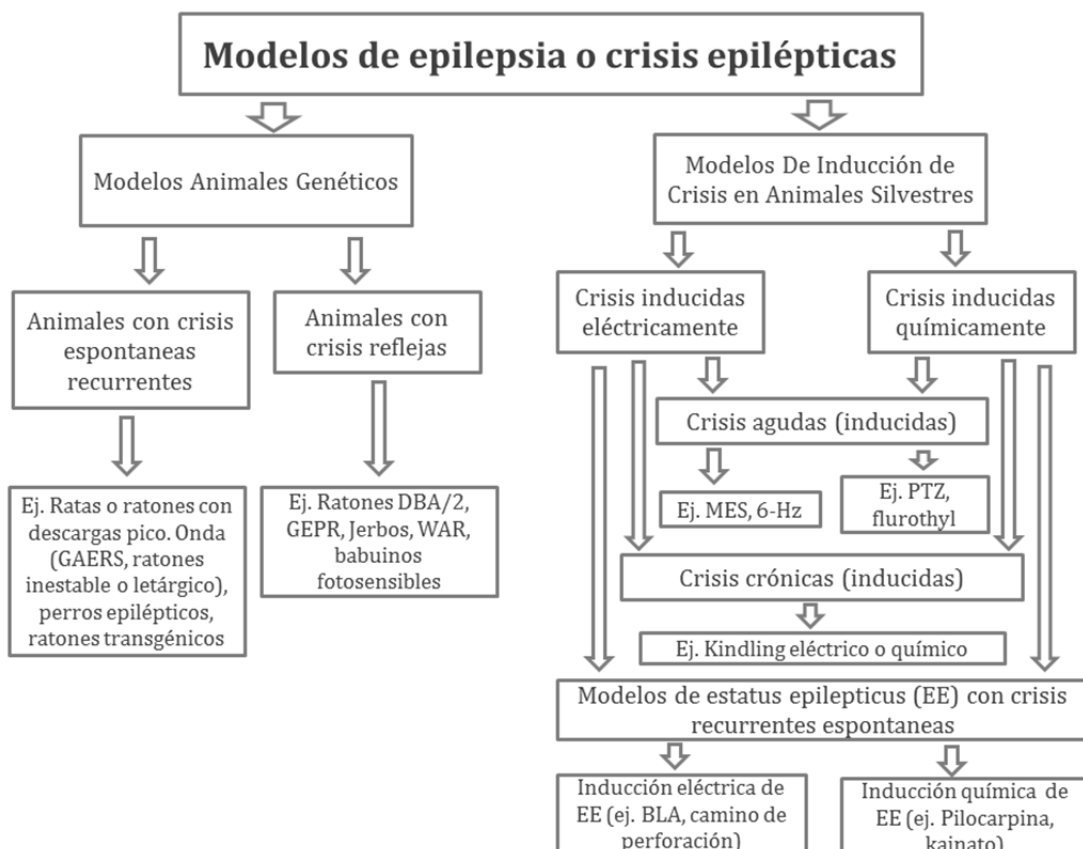 Modelos de epilepsia o crisis epilépticas
Modelos Animales Genéticos
Modelos De Inducción de
Crisis en Animales Silvestres
Animales con crisis
espontaneas
recurrentes
Animales con
crisis reflejas
Crisis inducidas
eléctricamente
Crisis inducidas
químicamente
Crisis agudas (inducidas)
Ej. MES, 6-Hz
Ej. PTZ,
flurothyl
Ej. Ratas o ratones con
descargas pico. Onda
(GAERS, ratones
inestable o letárgico),
perros epilépticos,
ratones transgénicos
Ej. Ratones DBA/2,
GEPR, Jerbos, WAR,
babuinos
fotosensibles
Crisis crónicas (inducidas)
Ej. Kindling eléctrico o químico
Modelos de estatus epilepticus (EE) con crisis
recurrentes espontaneas
Inducción eléctrica de
EE (ej. BLA, camino de
perforación)
Inducción química de
EE (ej. Pilocarpina,
kainato)